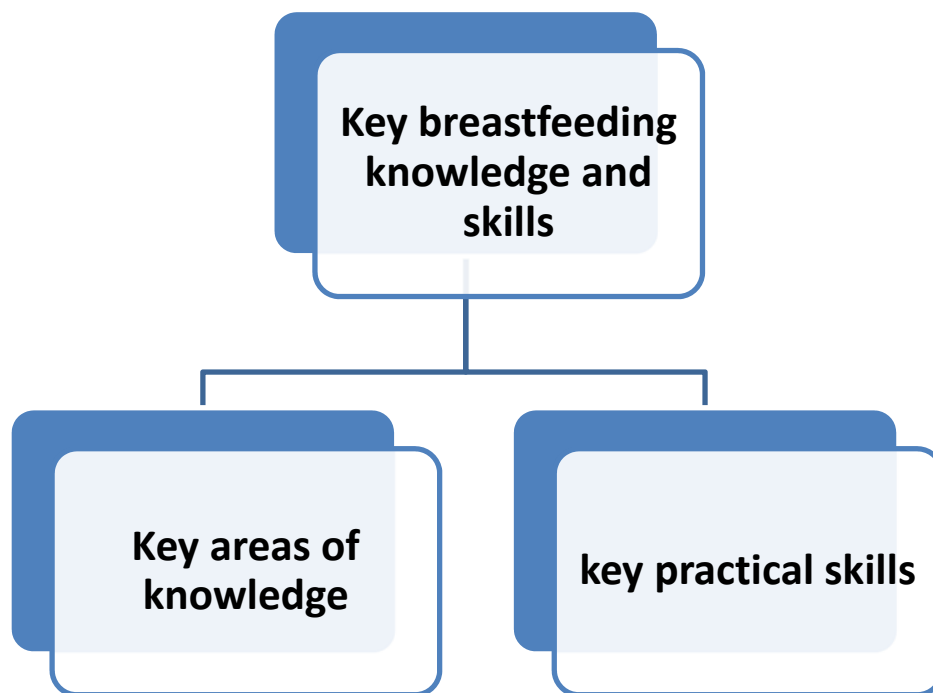 Key breastfeeding
knowledge and
skills
Key areas of
knowledge
key practical skills